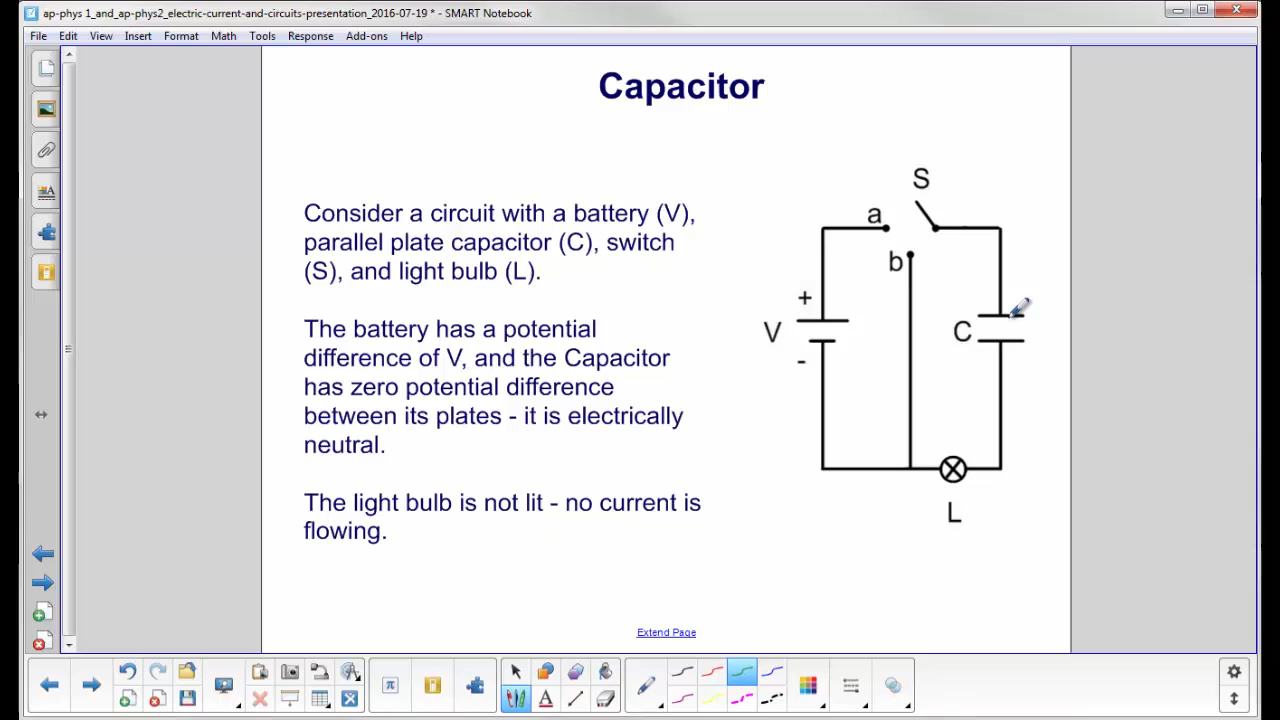 ap-phys 1_and_ap-phys2_electric-current-and-circuits-presentation_2016-07-19 * - SMART Notebook
File Edit View Insert Format Math Tools Response Add-ons Help
Capacitor
S
a
b
+
V
-
C
L
Consider a circuit with a battery (V),
parallel plate capacitor (C), switch
(S), and light bulb (L).
The battery has a potential
difference of V, and the Capacitor
has zero potential difference
between its plates - it is electrically
neutral.
The light bulb is not lit - no current is
flowing.
Extend Page
π
A